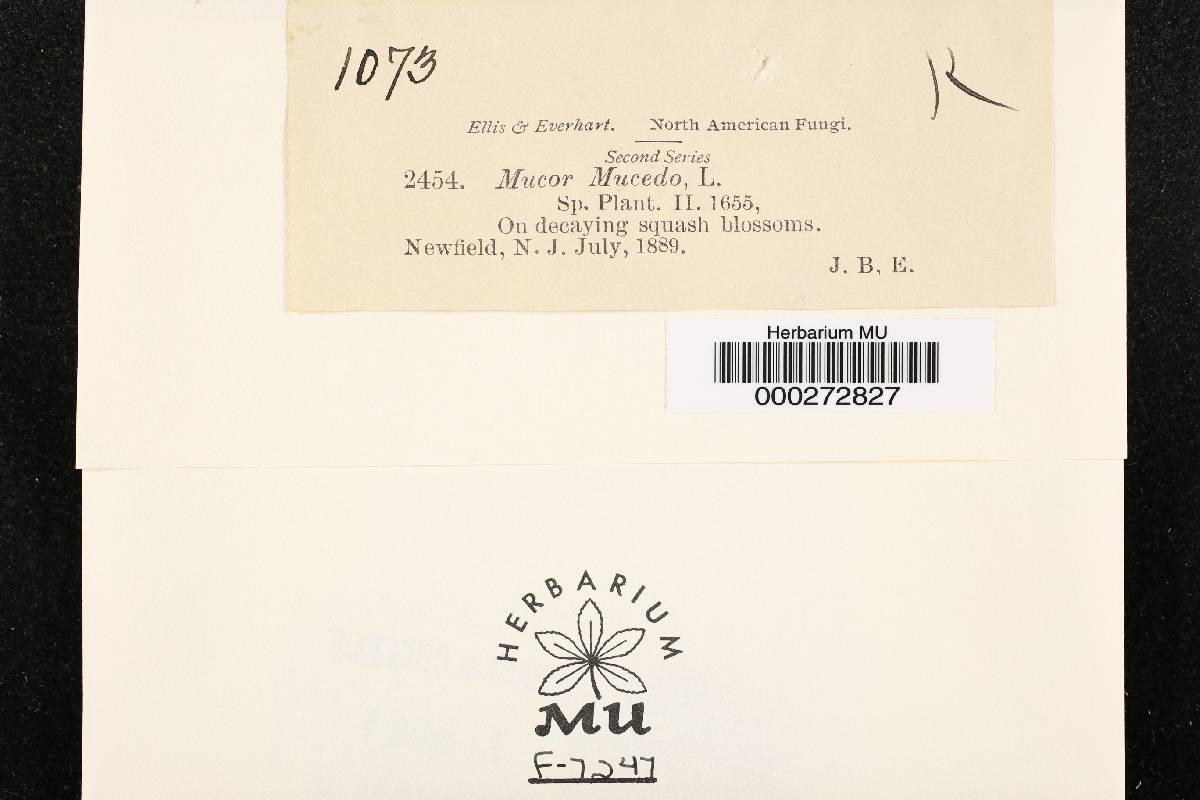 1073
R
Ellis & Everhart. North American Fungi.
Second Series
2454. Mucor Mucedo, L.
Sp. Plant. II. 1655,
On decaying squash blossoms.
Newfield, N. J. July, 1889.
J. B, E.
Herbarium MU
000272827
HERBARIUM
MU
F-7247